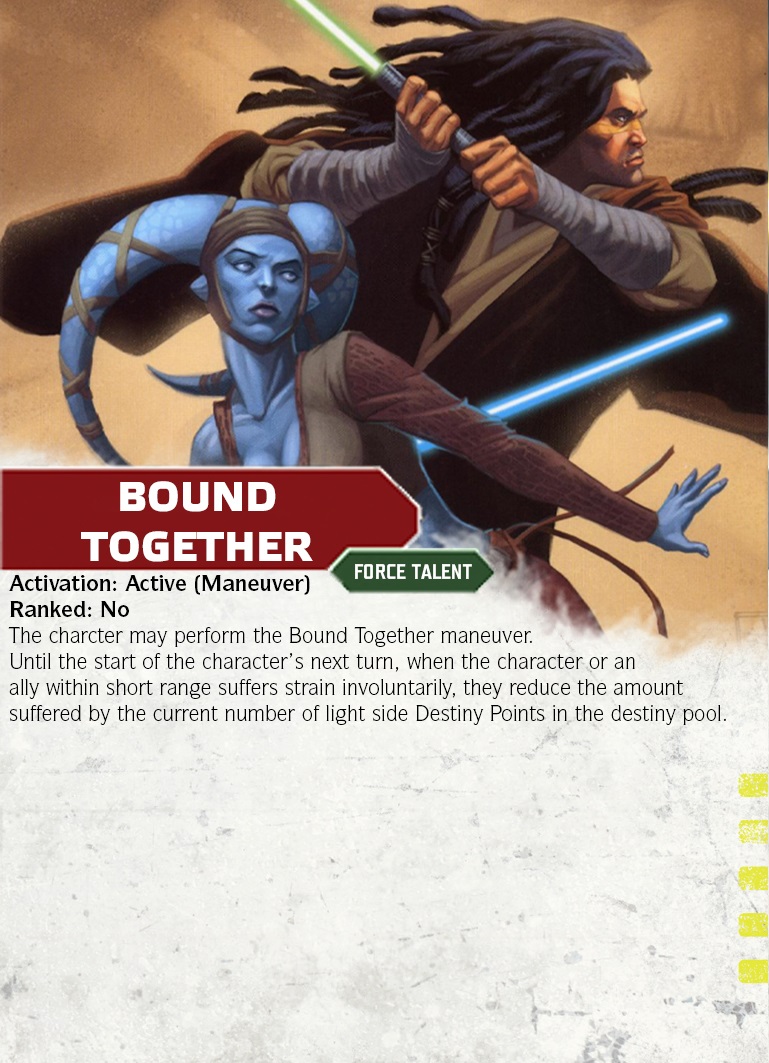 BOUND
TOGETHER
FORCE TALENT
Activation: Active (Maneuver)
Ranked: No
The charcter may perform the Bound Together maneuver.
Until the start of the character's next turn, when the character or an
ally within short range suffers strain involuntarily, they reduce the amount
suffered by the current number of light side Destiny Points in the destiny pool.